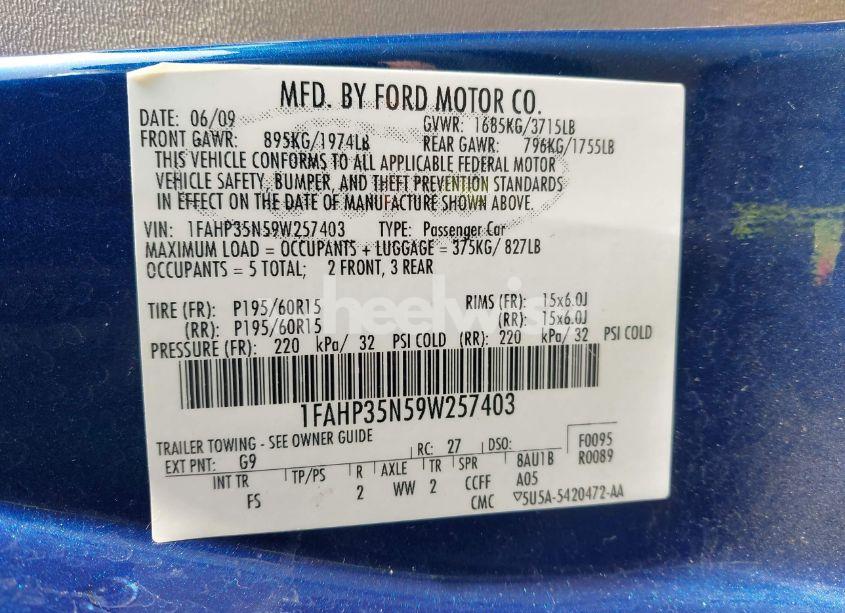 MFD. BY FORD MOTOR CO.
DATE: 06/09 GVWR: 1685KG/3715LB
FRONT GAWR: 895KG/1974LB REAR GAWR: 796KG/1755LB
THIS VEHICLE CONFORMS TO ALL APPLICABLE FEDERAL MOTOR
VEHICLE SAFETY, BUMPER, AND THEFT PREVENTION STANDARDS
IN EFFECT ON THE DATE OF MANUFACTURE SHOWN ABOVE.
VIN: 1FAHP35N59W257403 TYPE: Passenger Car
MAXIMUM LOAD = OCCUPANTS + LUGGAGE = 375KG/ 827LB
OCCUPANTS = 5 TOTAL; 2 FRONT, 3 REAR
TIRE (FR): P195/60R15 RIMS (FR): 15x6.0J
(RR): P195/60R15 (RR): 15x6.0J
PRESSURE (FR): 220 kPa/ 32 PSI COLD (RR): 220 kPa/ 32 PSI COLD
heelwis
1FAHP35N59W257403
TRAILER TOWING - SEE OWNER GUIDE RC: 27 DSO: F0095
EXT PNT: G9 R0089
INT TR TP/PS R AXLE TR SPR 8AU1B
FS 2 WW 2 CCFF A05
CMC ▽5U5A-5420472-AA